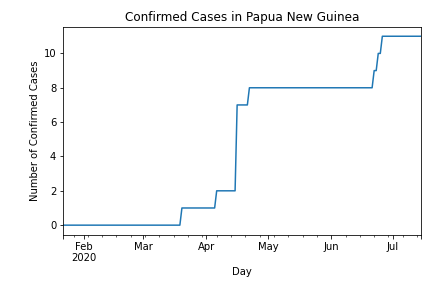 Confirmed Cases in Papua New Guinea
Number of Confirmed Cases
10
8
6
4
2
0
Feb
2020
Mar
Apr
May
Jun
Jul
Day